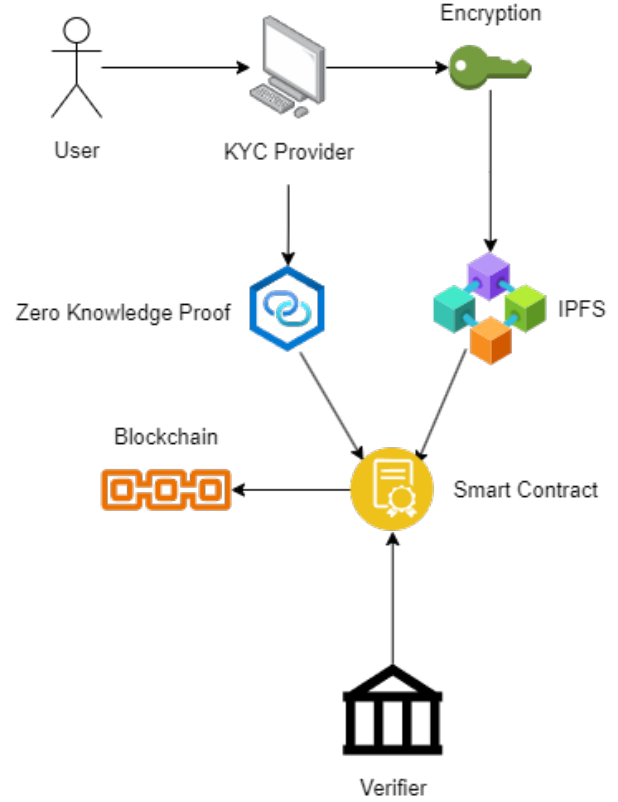 Encryption
User
KYC Provider
Zero Knowledge Proof
IPFS
Blockchain
Smart Contract
Verifier